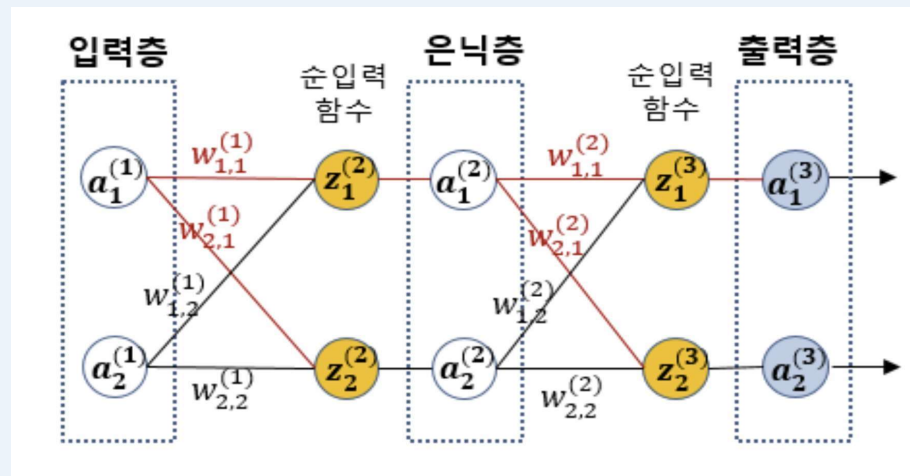 입력층
은닉층
출력층
순입력
함수
순입력
함수
a_1^{(1)}
w_{1,1}^{(1)}
z_1^{(2)}
a_1^{(2)}
w_{1,1}^{(2)}
z_1^{(3)}
a_1^{(3)}
w_{2,1}^{(1)}
w_{2,1}^{(2)}
w_{1,2}^{(1)}
w_{1,2}^{(2)}
a_2^{(1)}
w_{2,2}^{(1)}
z_2^{(2)}
a_2^{(2)}
w_{2,2}^{(2)}
z_2^{(3)}
a_2^{(3)}